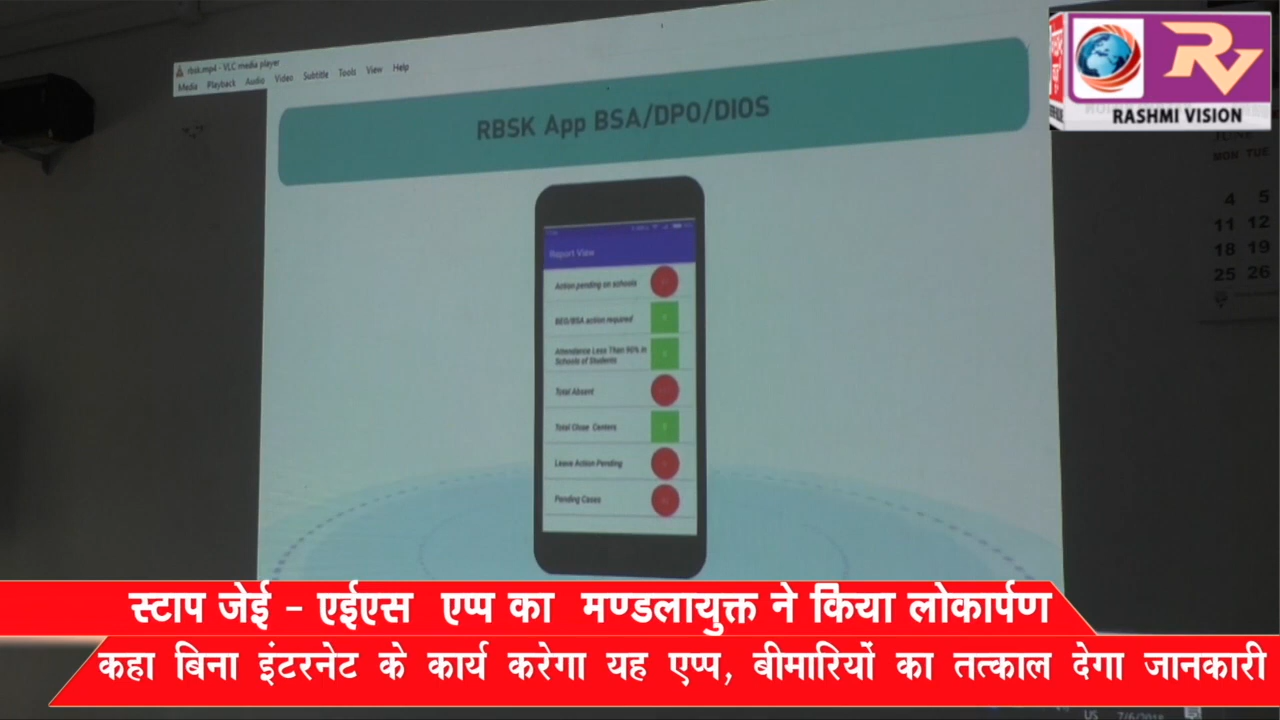 rbsk.mp4 - VLC media player
Media Playback Audio Video Subtitle Tools View Help
RBSK App BSA/DPO/DIOS
RV
RASHMI VISION
MON TUE
4 5
11 12
18 19
25 26
Report View
Action pending on schools
BEO/BSA action required
Attendance Less Than 90% in
Schools of Students
Total Absent
Total Close Centers
Leave Action Pending
Pending Cases
स्टाप जेई - एईएस एप्प का मण्डलायुक्त ने किया लोकार्पण
कहा बिना इंटरनेट के कार्य करेगा यह एप्प, बीमारियों का तत्काल देगा जानकारी
US